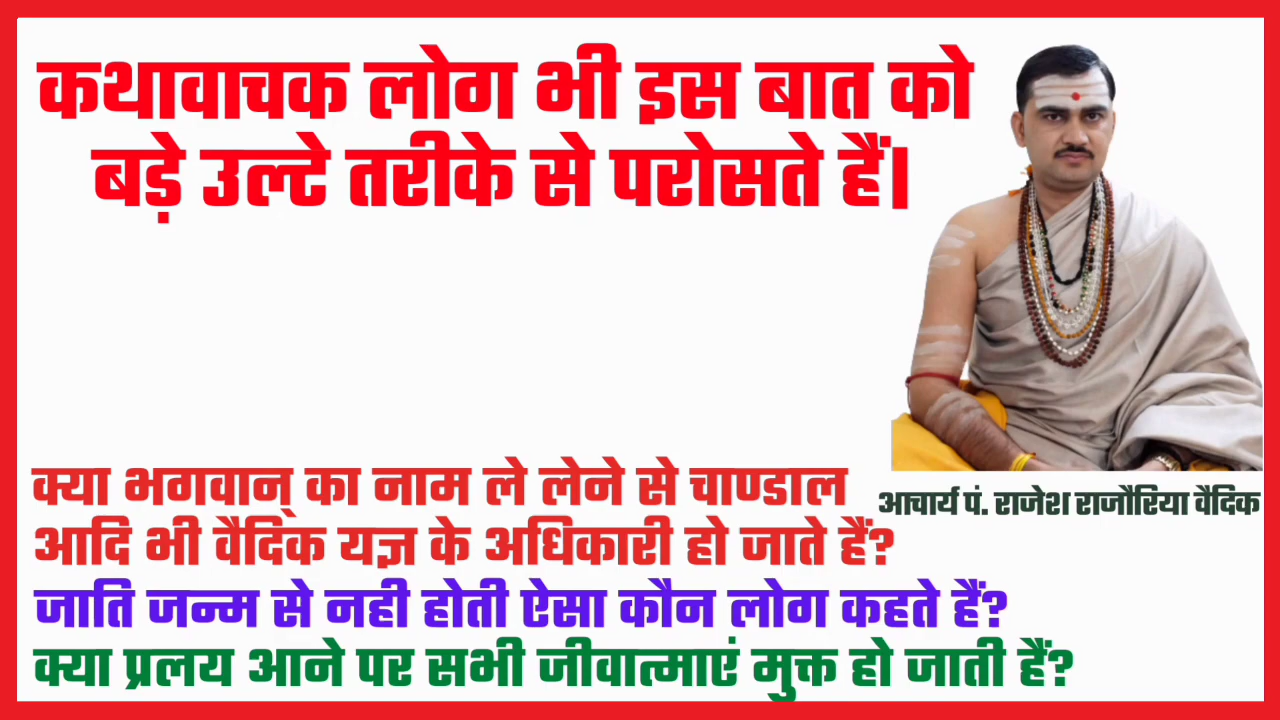 कथावाचक लोग भी इस बात को
बड़े उल्टे तरीके से परोसते हैं।
क्या भगवान् का नाम ले लेने से चाण्डाल
आदि भी वैदिक यज्ञ के अधिकारी हो जाते हैं?
आचार्य पं. राजेश राजौरिया वैदिक
जाति जन्म से नही होती ऐसा कौन लोग कहते हैं?
क्या प्रलय आने पर सभी जीवात्माएं मुक्त हो जाती हैं?